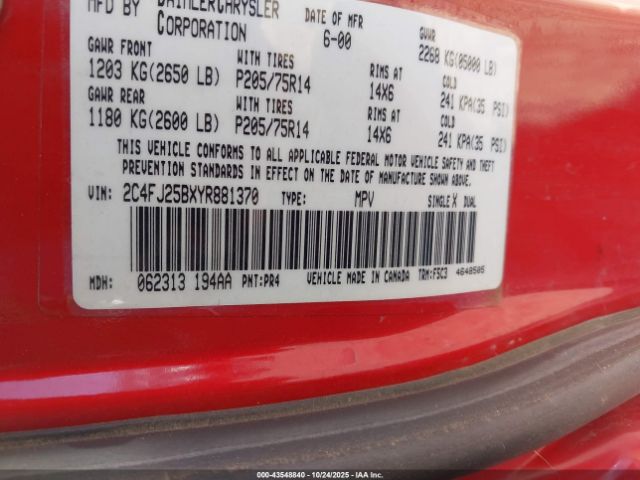 MFD BY DAIMLERCHRYSLER CORPORATION
DATE OF MFR 6-00
GVWR 2268 KG(05000 LB)
GAWR FRONT WITH TIRES RIMS AT COLD
1203 KG(2650 LB) P205/75R14 14X6 241 KPA(35 PSI)
GAWR REAR WITH TIRES RIMS AT COLD
1180 KG(2600 LB) P205/75R14 14X6 241 KPA(35 PSI)
THIS VEHICLE CONFORMS TO ALL APPLICABLE FEDERAL MOTOR VEHICLE SAFETY AND THEFT
PREVENTION STANDARDS IN EFFECT ON THE DATE OF MANUFACTURE SHOWN ABOVE.
VIN: 2C4FJ25BXYR881370 TYPE: MPV SINGLE X DUAL
MDH: 062313 194AA PNT:PR4 VEHICLE MADE IN CANADA TRM:F5C3 4648505
000-43548840 - 10/24/2025 - IAA, Inc.